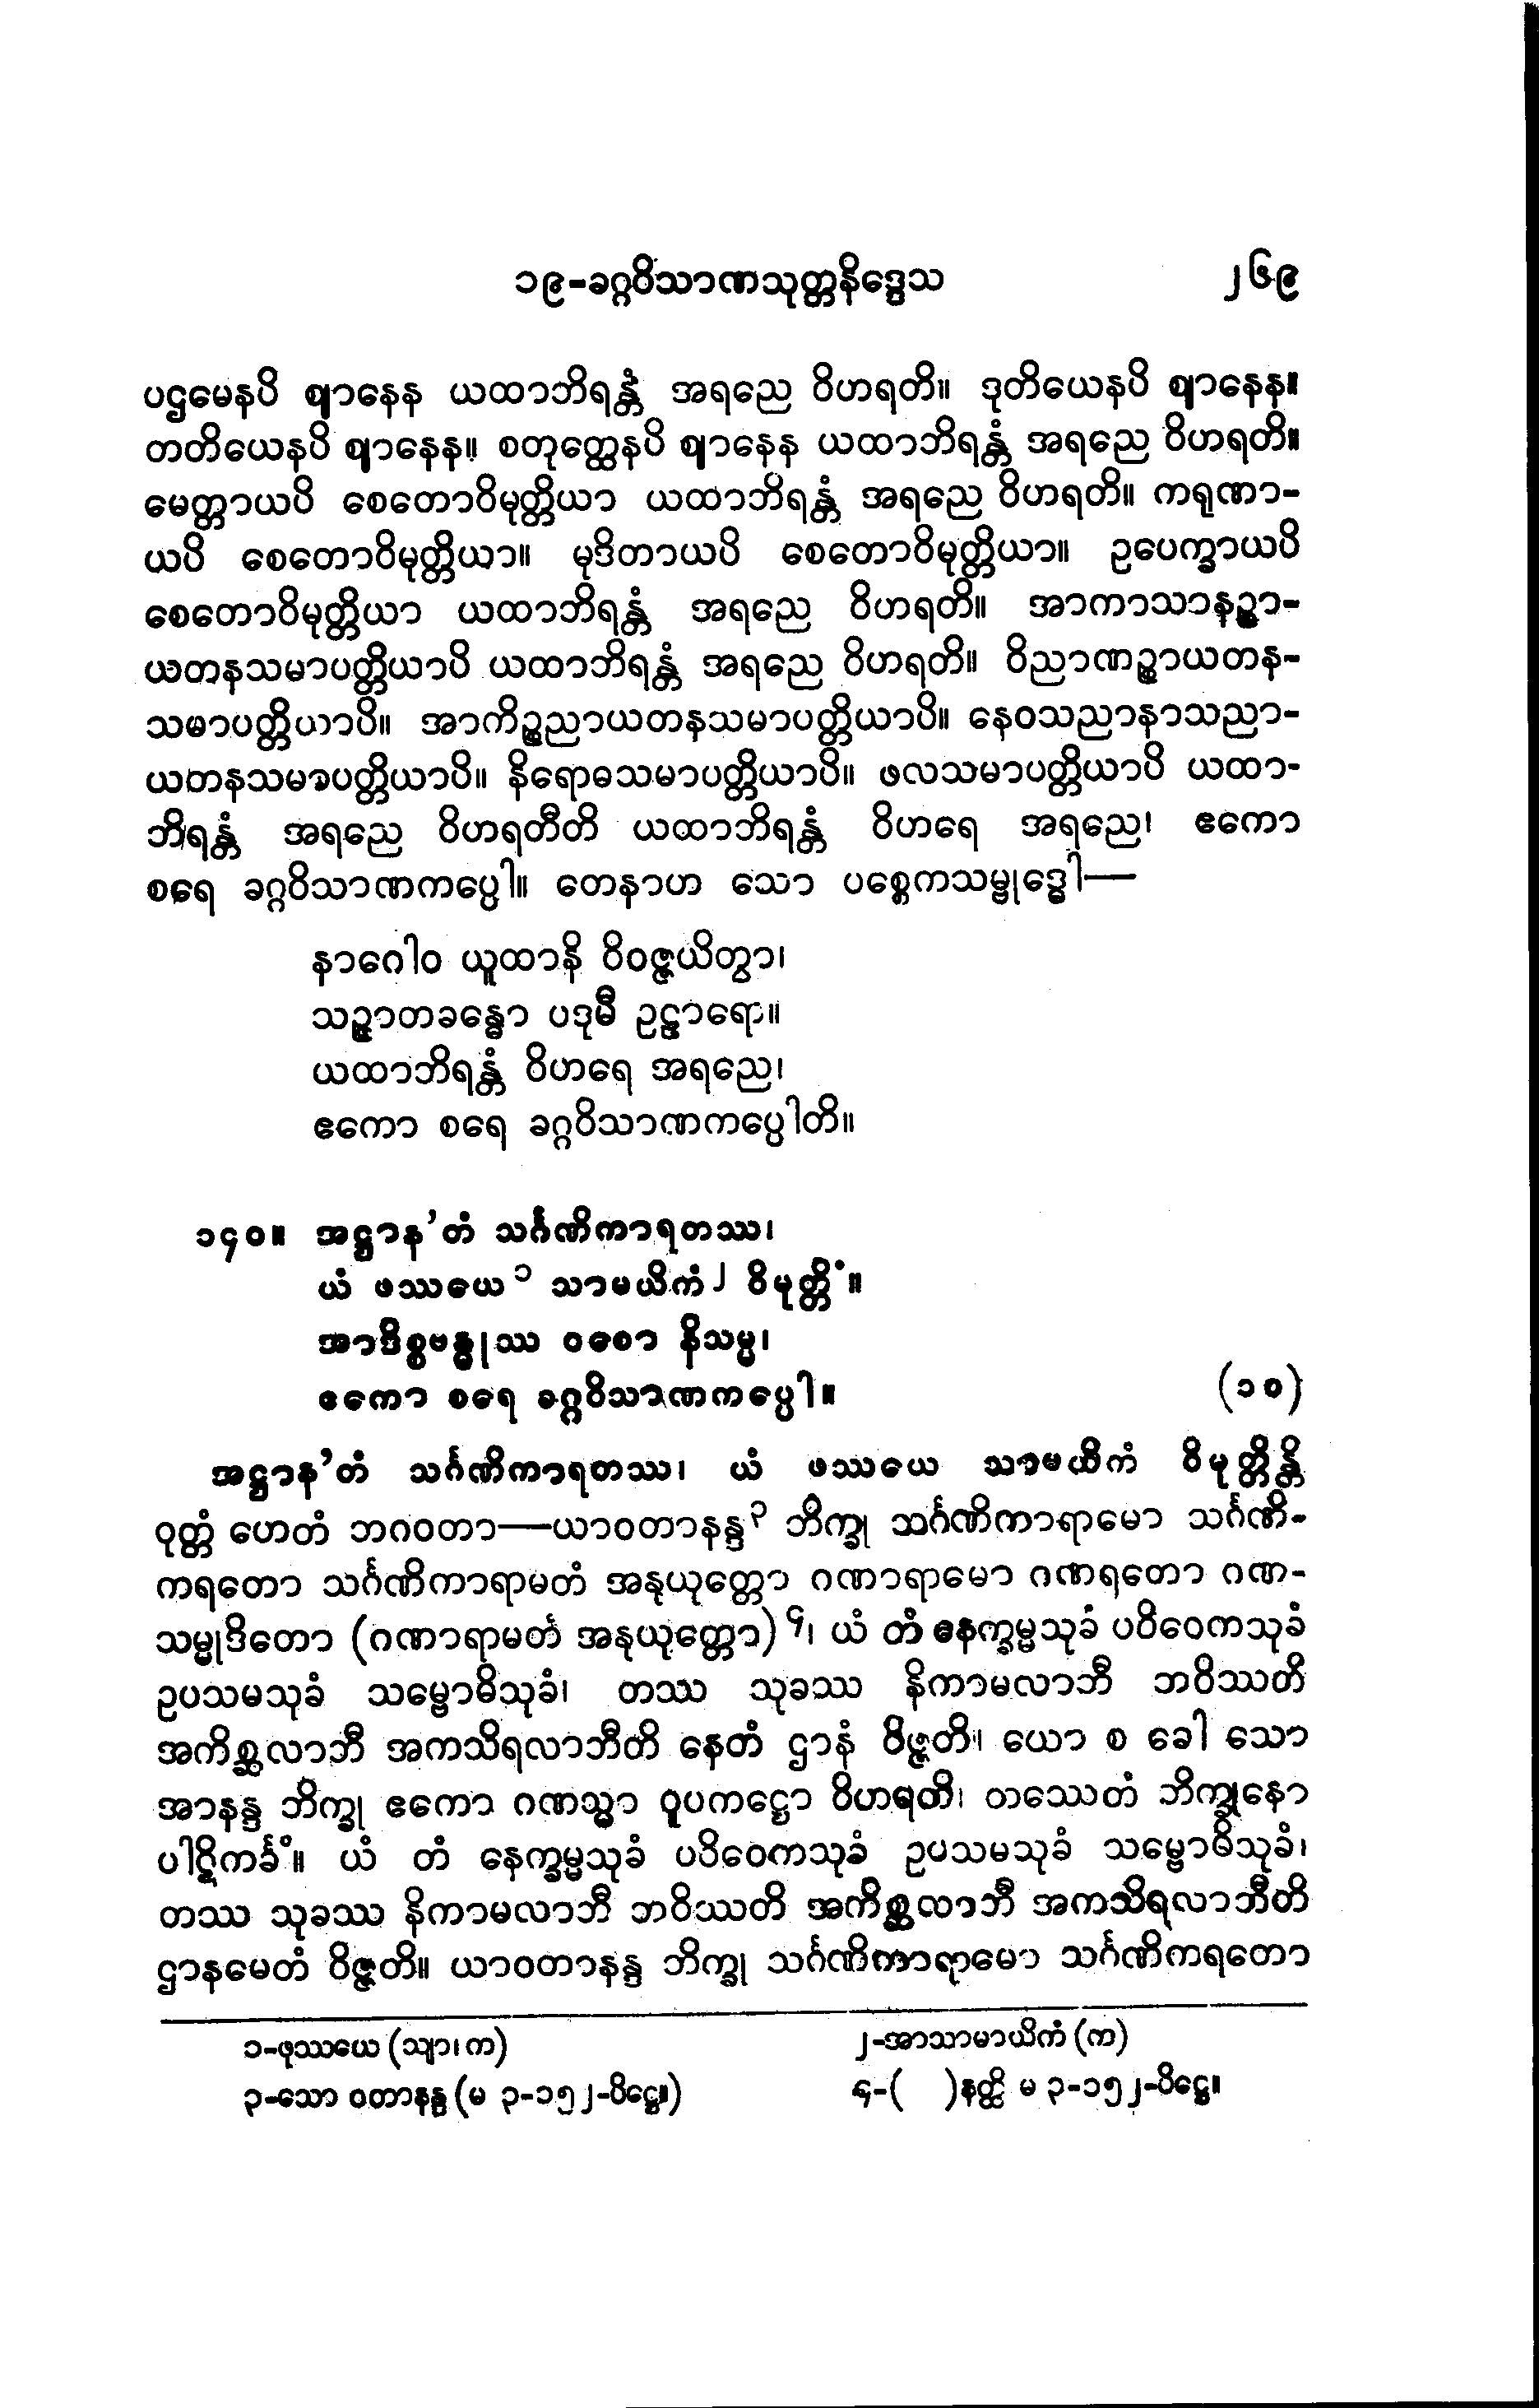 ၁၉-ခဂ္ဂဝိသာဏသုတ္တနိဒ္ဒေသ ၂၆၉
ပဌမေနပိ ဈာနေန ယထာဘိရန္တံ အရညေ ဝိဟရတိ။ ဒုတိယေနပိ ဈာနေန။
တတိယေနပိ ဈာနေန။ စတုတ္ထေနပိ ဈာနေန ယထာဘိရန္တံ အရညေ ဝိဟရတိ။
မေတ္တာယပိ စေတောဝိမုတ္တိယာ ယထာဘိရန္တံ အရညေ ဝိဟရတိ။ ကရုဏာ-
ယပိ စေတောဝိမုတ္တိယာ။ မုဒိတာယပိ စေတောဝိမုတ္တိယာ။ ဥပေက္ခာယပိ
စေတောဝိမုတ္တိယာ ယထာဘိရန္တံ အရညေ ဝိဟရတိ။ အာကာသာနဉ္စာ-
ယတနသမာပတ္တိယာပိ ယထာဘိရန္တံ အရညေ ဝိဟရတိ။ ဝိညာဏဉ္စာယတန-
သမာပတ္တိယာပိ။ အာကိဉ္စညာယတနသမာပတ္တိယာပိ။ နေဝသညာနာသညာ-
ယတနသမာပတ္တိယာပိ။ နိရောဓသမာပတ္တိယာပိ။ ဖလသမာပတ္တိယာပိ ယထာ-
ဘိရန္တံ အရညေ ဝိဟရတီတိ ယထာဘိရန္တံ ဝိဟရေ အရညေ၊ ဧကော
စရေ ခဂ္ဂဝိသာဏကပ္ပေါ။ တေနာဟ သော ပစ္စေကသမ္ဗုဒ္ဓေါ—
နာဂေါဝ ယူထာနိ ဝိဝဇ္ဇယိတွာ၊
သဉ္ဇာတခန္ဓော ပဒုမီ ဥဠာရော။
ယထာဘိရန္တံ ဝိဟရေ အရညေ၊
ဧကော စရေ ခဂ္ဂဝိသာဏကပ္ပေါတိ။
၁၄၀။ အဋ္ဌာန’တံ သင်္ဂဏိကာရတဿ၊
ယံ ဖဿယေ ၁ သာမယိကံ ၂ ဝိမုတ္တိံ။
အာဒိစ္စဗန္ဓုဿ ဝစော နိသမ္မ၊
ဧကော စရေ ခဂ္ဂဝိသာဏကပ္ပေါ။ (၁၀)
အဋ္ဌာန’တံ သင်္ဂဏိကာရတဿ၊ ယံ ဖဿယေ သာမယိကံ ဝိမုတ္တိန္တိ
ဝုတ္တံ ဟေတံ ဘဂဝတာ—ယာဝတာနန္ဒ ၃ ဘိက္ခု သင်္ဂဏိကာရာမော သင်္ဂဏိ-
ကရတော သင်္ဂဏိကာရာမတံ အနုယုတ္တော ဂဏာရာမော ဂဏရတော ဂဏ-
သမ္မုဒိတော (ဂဏာရာမတံ အနုယုတ္တော) ၄၊ ယံ တံ နေက္ခမ္မသုခံ ပဝိဝေကသုခံ
ဥပသမသုခံ သမ္ဗောဓိသုခံ၊ တဿ သုခဿ နိကာမလာဘီ ဘဝိဿတိ
အကိစ္ဆလာဘီ အကသိရလာဘီတိ နေတံ ဌာနံ ဝိဇ္ဇတိ။ ယော စ ခေါ သော
အာနန္ဒ ဘိက္ခု ဧကော ဂဏသ္မာ ဝူပကဋ္ဌော ဝိဟရတိ၊ တဿေတံ ဘိက္ခုနော
ပါဋိကင်္ခံ။ ယံ တံ နေက္ခမ္မသုခံ ပဝိဝေကသုခံ ဥပသမသုခံ သမ္ဗောဓိသုခံ၊
တဿ သုခဿ နိကာမလာဘီ ဘဝိဿတိ အကိစ္ဆလာဘီ အကသိရလာဘီတိ
ဌာနမေတံ ဝိဇ္ဇတိ။ ယာဝတာနန္ဒ ဘိက္ခု သင်္ဂဏိကာရာမော သင်္ဂဏိကရတော
၁-ဖုဿယေ (သျာ၊ က) ၂-အာသာမာယိကံ (က)
၃-သော ဝတာနန္ဒ (မ ၃-၁၅၂-ပိဋ္ဌေ။) ၄-( )နတ္ထိ မ ၃-၁၅၂-ပိဋ္ဌေ။